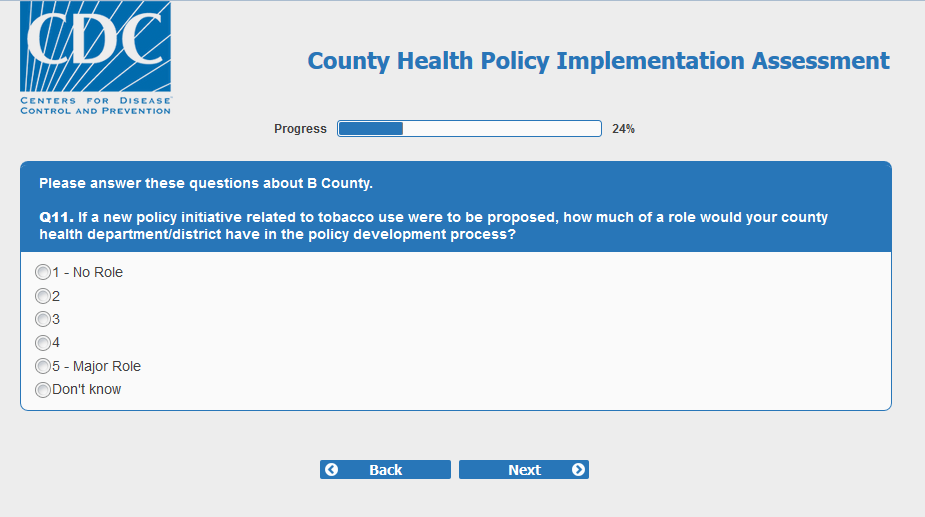 CDC
CENTERS FOR DISEASE
CONTROL AND PREVENTION
County Health Policy Implementation Assessment
Progress 24%
Please answer these questions about B County.
Q11. If a new policy initiative related to tobacco use were to be proposed, how much of a role would your county
health department/district have in the policy development process?
1 - No Role
2
3
4
5 - Major Role
Don't know
Back Next